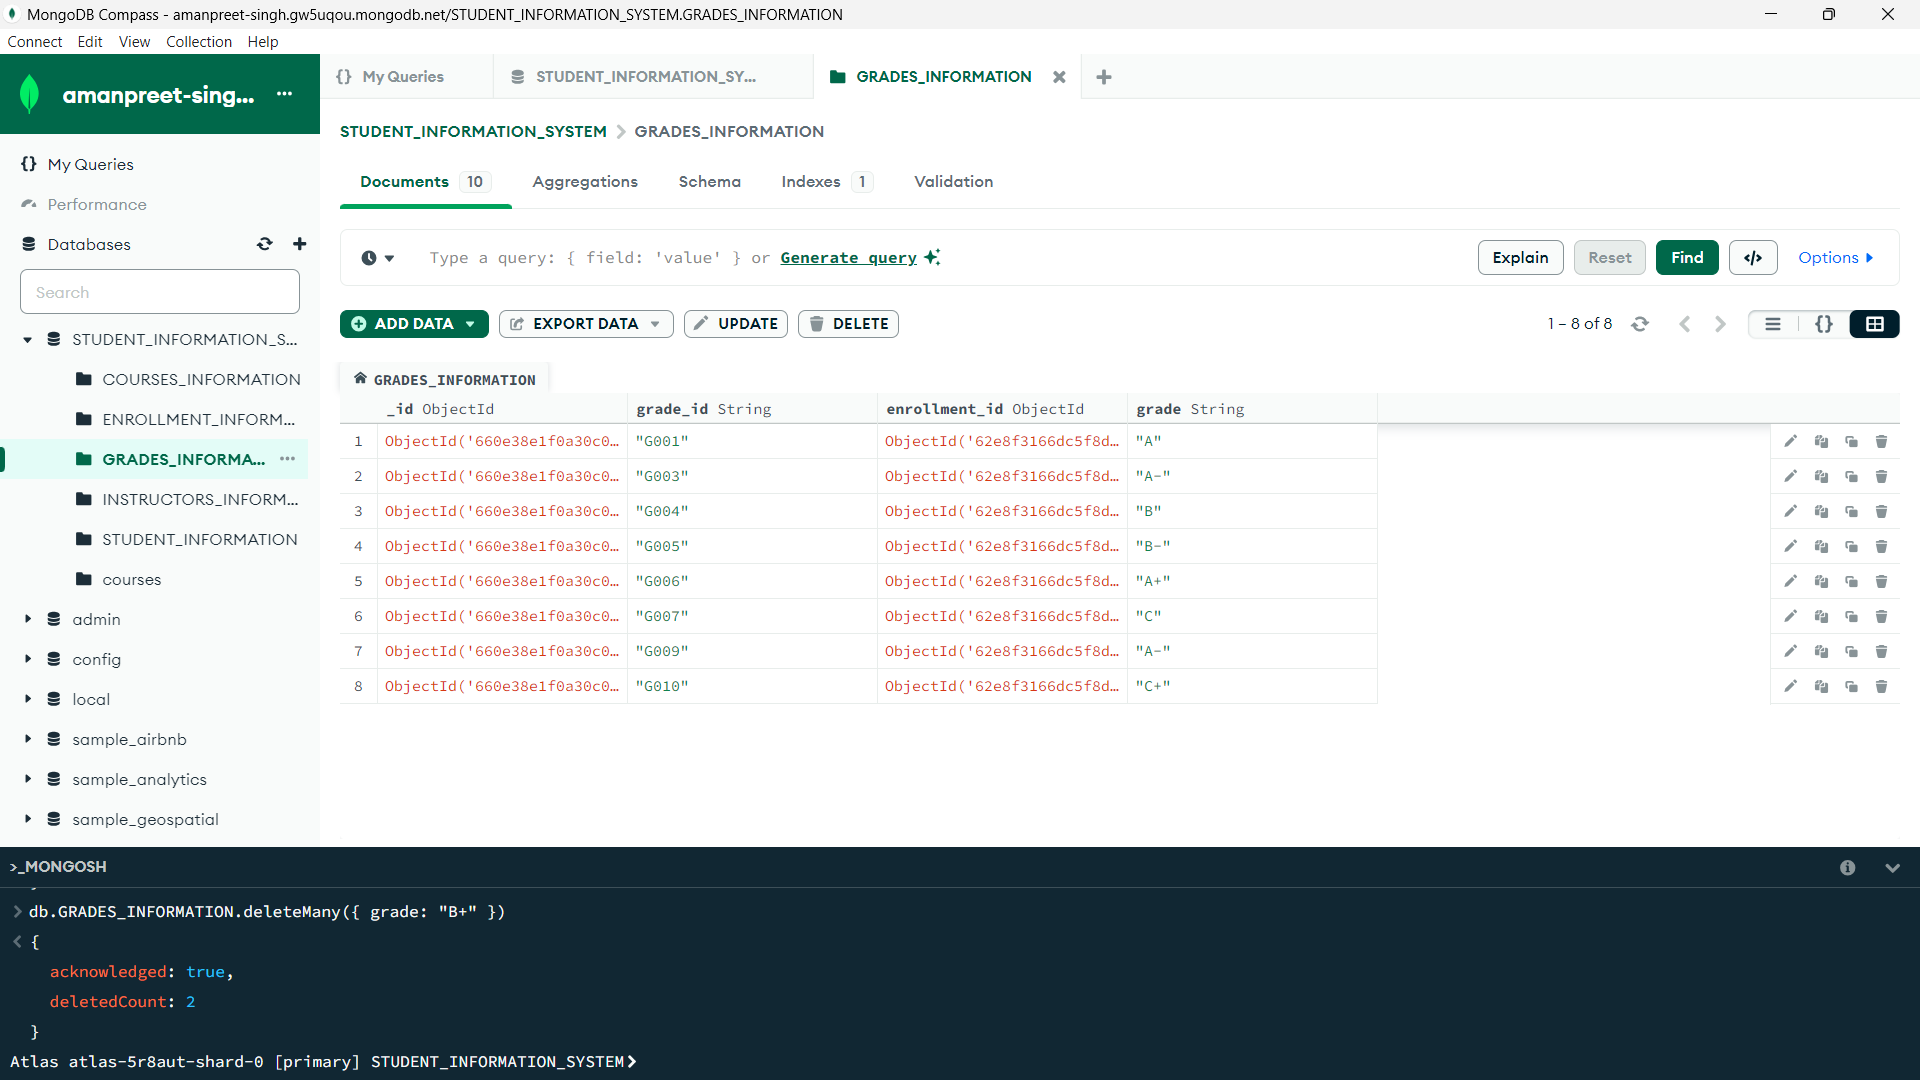 MongoDB Compass - amanpreet-singh.gw5uqou.mongodb.net/STUDENT_INFORMATION_SYSTEM.GRADES_INFORMATION
Connect Edit View Collection Help
amanpreet-sing... ···
{} My Queries
STUDENT_INFORMATION_SY...
GRADES_INFORMATION
STUDENT_INFORMATION_SYSTEM > GRADES_INFORMATION
My Queries
Performance
Databases
Search
STUDENT_INFORMATION_S...
COURSES_INFORMATION
ENROLLMENT_INFORM...
GRADES_INFORMA... ···
INSTRUCTORS_INFORM...
STUDENT_INFORMATION
courses
admin
config
local
sample_airbnb
sample_analytics
sample_geospatial
Documents 10 Aggregations Schema Indexes 1 Validation
Type a query: { field: 'value' } or Generate query
Explain Reset Find </> Options
ADD DATA EXPORT DATA UPDATE DELETE
1 – 8 of 8 {}
GRADES_INFORMATION
_id ObjectId grade_id String enrollment_id ObjectId grade String
1 ObjectId('660e38e1f0a30c0… "G001" ObjectId('62e8f3166dc5f8d… "A"
2 ObjectId('660e38e1f0a30c0… "G003" ObjectId('62e8f3166dc5f8d… "A-"
3 ObjectId('660e38e1f0a30c0… "G004" ObjectId('62e8f3166dc5f8d… "B"
4 ObjectId('660e38e1f0a30c0… "G005" ObjectId('62e8f3166dc5f8d… "B-"
5 ObjectId('660e38e1f0a30c0… "G006" ObjectId('62e8f3166dc5f8d… "A+"
6 ObjectId('660e38e1f0a30c0… "G007" ObjectId('62e8f3166dc5f8d… "C"
7 ObjectId('660e38e1f0a30c0… "G009" ObjectId('62e8f3166dc5f8d… "A-"
8 ObjectId('660e38e1f0a30c0… "G010" ObjectId('62e8f3166dc5f8d… "C+"
>_MONGOSH
> db.GRADES_INFORMATION.deleteMany({ grade: "B+" })
< {
acknowledged: true,
deletedCount: 2
}
Atlas atlas-5r8aut-shard-0 [primary] STUDENT_INFORMATION_SYSTEM>